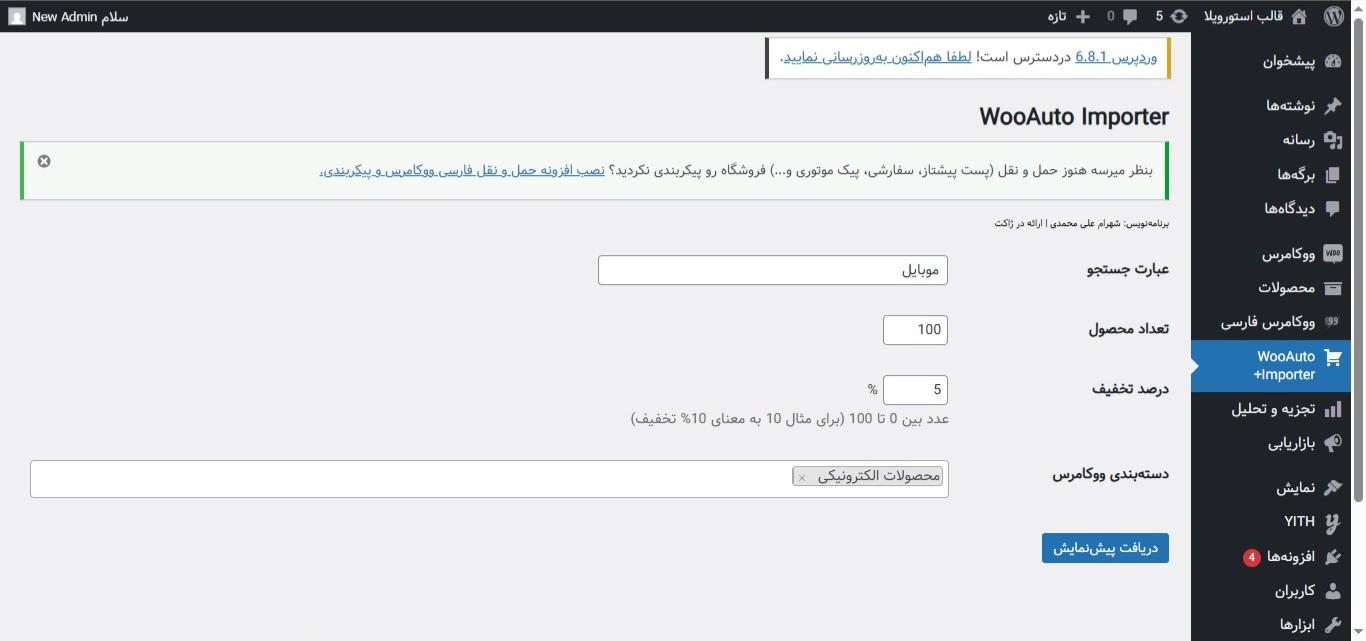 قالب استورویلا
5
0
تازه
سلام New Admin
پیشخوان
نوشته‌ها
رسانه
برگه‌ها
دیدگاه‌ها
ووکامرس
محصولات
ووکامرس فارسی
WooAuto
Importer+
تجزیه و تحلیل
بازاریابی
نمایش
YITH
افزونه‌ها 4
کاربران
ابزارها
وردپرس 6.8.1 دردسترس است! لطفا هم‌اکنون به‌روزرسانی نمایید.
WooAuto Importer
بنظر میرسه هنوز حمل و نقل (پست پیشتاز، سفارشی، پیک موتوری و...) فروشگاه رو پیکربندی نکردید؟ نصب افزونه حمل و نقل فارسی ووکامرس و پیکربندی.
برنامه‌نویس: شهرام علی محمدی | ارائه در ژاکت
عبارت جستجو
موبایل
تعداد محصول
100
درصد تخفیف
5 %
عدد بین 0 تا 100 (برای مثال 10 به معنای 10% تخفیف)
دسته‌بندی ووکامرس
محصولات الکترونیکی ×
دریافت پیش‌نمایش